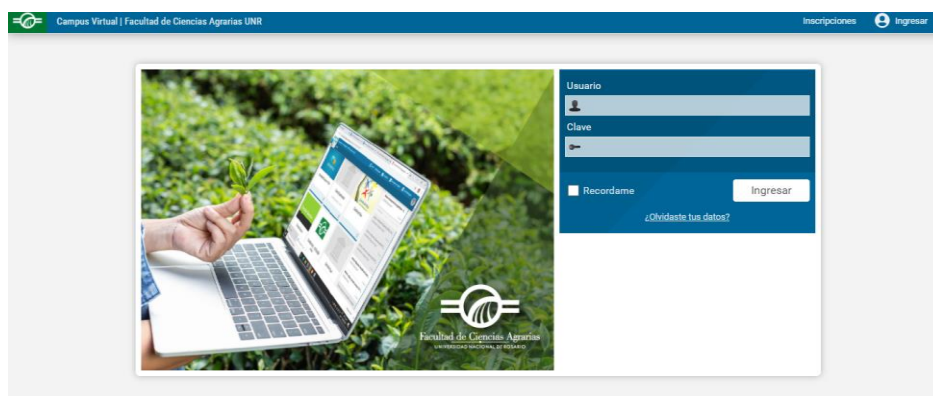 Campus Virtual | Facultad de Ciencias Agrarias UNR
Inscripciones
Ingresar
Usuario
Clave
Recordame
Ingresar
¿Olvidaste tus datos?
Facultad de Ciencias Agrarias
UNIVERSIDAD NACIONAL DE ROSARIO